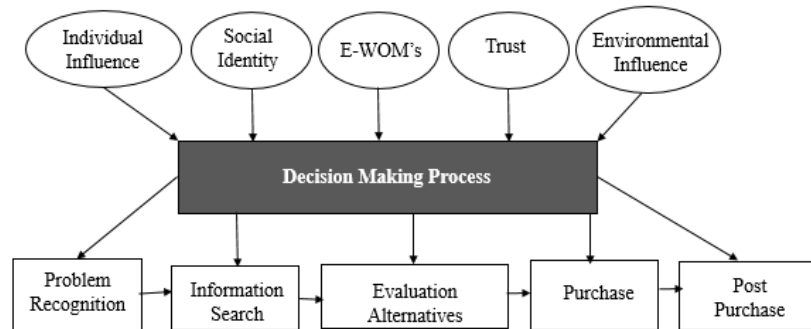 Individual
Influence
Social
Identity
E-WOM's
Trust
Environmental
Influence
Decision Making Process
Problem
Recognition
Information
Search
Evaluation
Alternatives
Purchase
Post
Purchase